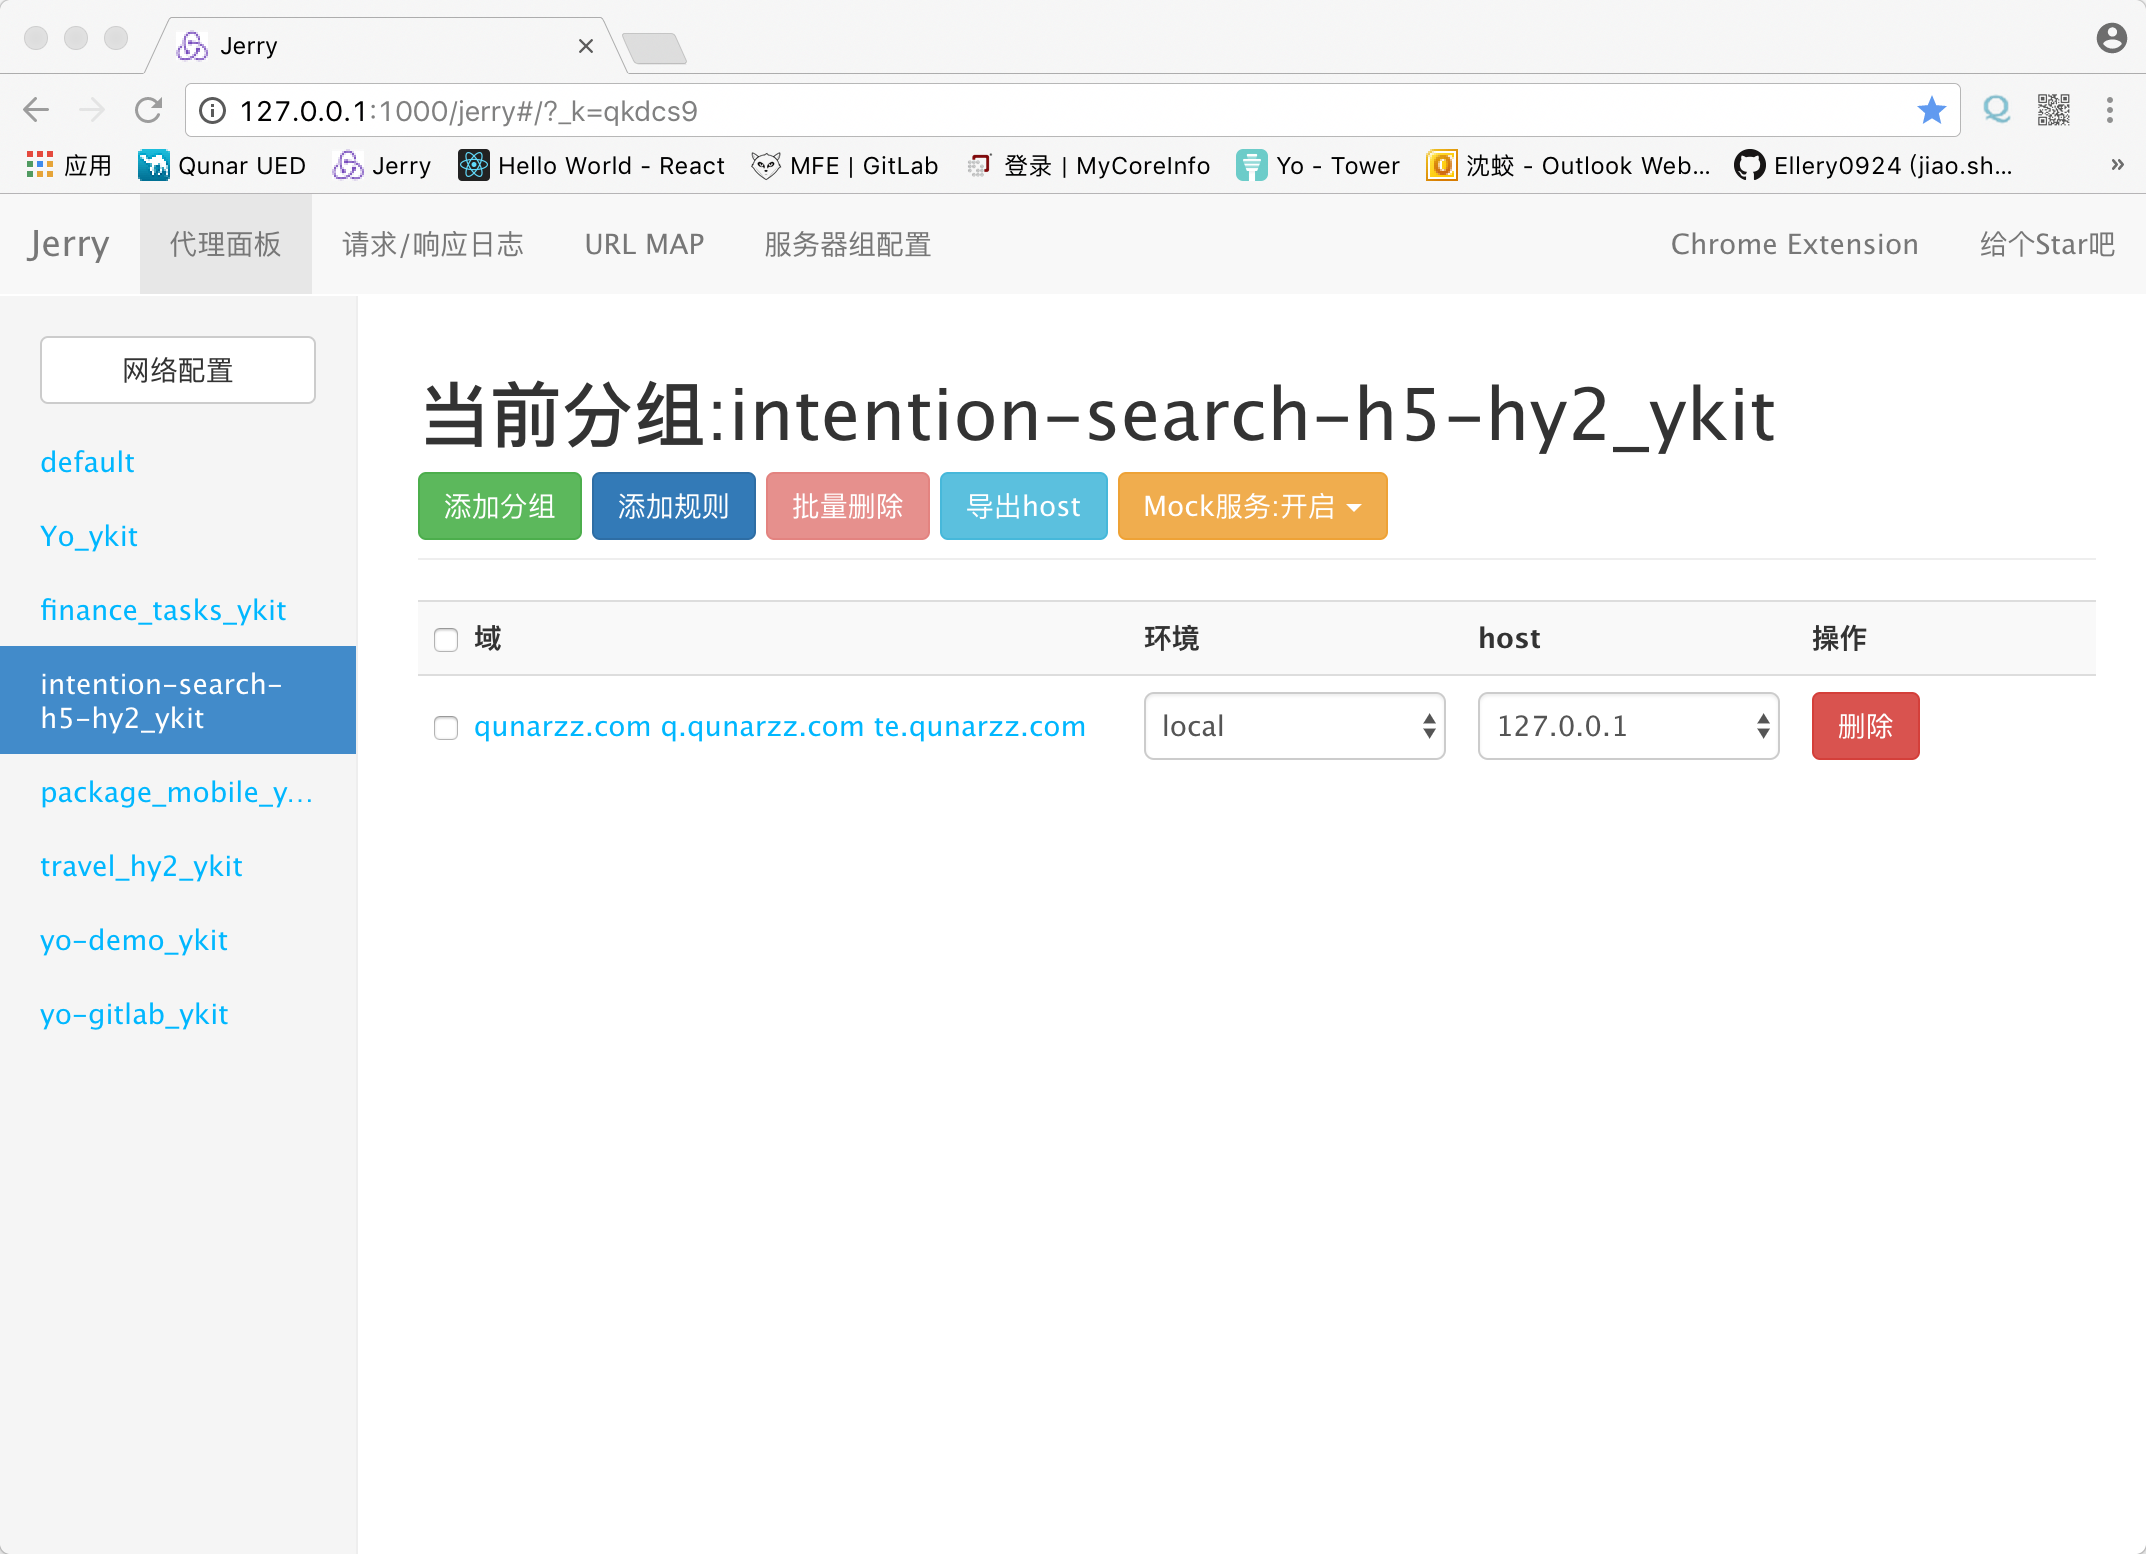 Jerry
127.0.0.1:1000/jerry#/?_k=qkdcs9
应用 Qunar UED Jerry Hello World - React MFE | GitLab 登录 | MyCoreInfo Yo - Tower 沈蛟 - Outlook Web... Ellery0924 (jiao.sh... »
Jerry 代理面板 请求/响应日志 URL MAP 服务器组配置 Chrome Extension 给个Star吧
网络配置
default
Yo_ykit
finance_tasks_ykit
intention-search-
h5-hy2_ykit
package_mobile_y...
travel_hy2_ykit
yo-demo_ykit
yo-gitlab_ykit
当前分组:intention-search-h5-hy2_ykit
添加分组 添加规则 批量删除 导出host Mock服务:开启
域 环境 host 操作
qunarzz.com q.qunarzz.com te.qunarzz.com local 127.0.0.1 删除